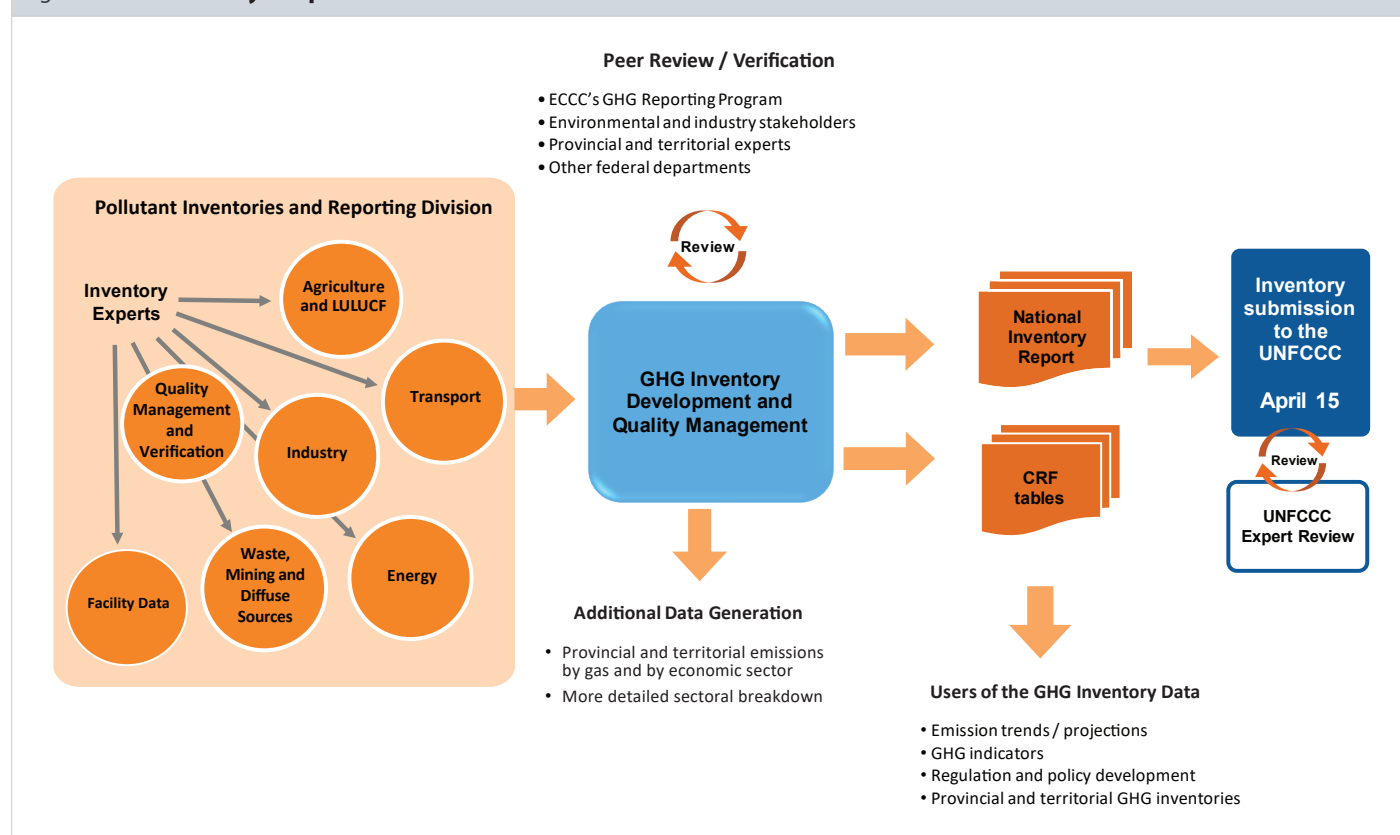 Peer Review / Verification
• ECCC's GHG Reporting Program
• Environmental and industry stakeholders
• Provincial and territorial experts
• Other federal departments
Pollutant Inventories and Reporting Division
Inventory
Experts
Agriculture
and LULUCF
Transport
Quality
Management
and
Verification
Industry
Facility Data
Waste,
Mining and
Diffuse
Sources
Energy
Review
GHG Inventory
Development and
Quality Management
Additional Data Generation
• Provincial and territorial emissions
by gas and by economic sector
• More detailed sectoral breakdown
National
Inventory
Report
CRF
tables
Inventory
submission
to the
UNFCCC
April 15
Review
UNFCCC
Expert Review
Users of the GHG Inventory Data
• Emission trends / projections
• GHG indicators
• Regulation and policy development
• Provincial and territorial GHG inventories